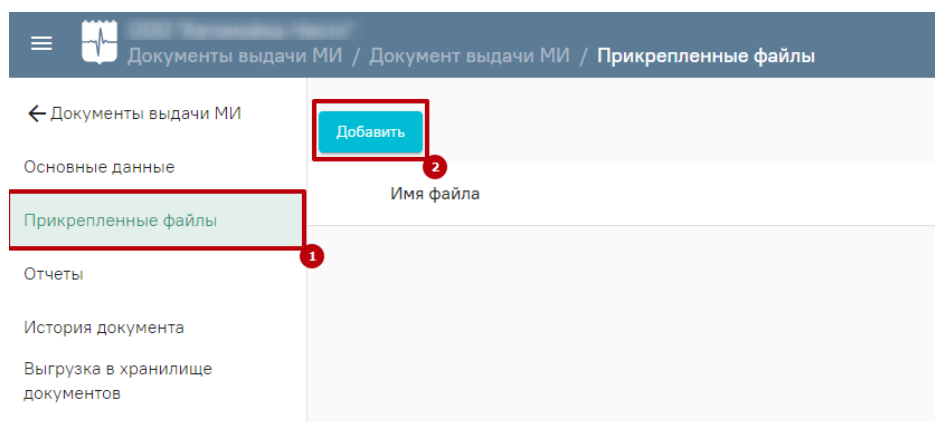 Документы выдачи МИ / Документ выдачи МИ / Прикрепленные файлы
←Документы выдачи МИ
Основные данные
Прикрепленные файлы
1
Отчеты
История документа
Выгрузка в хранилище
документов
Добавить
2
Имя файла